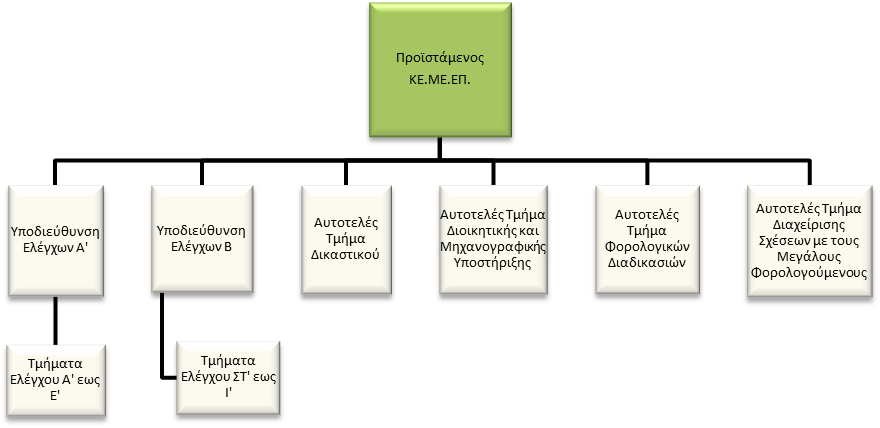 Προϊστάμενος
ΚΕ.ΜΕ.ΕΠ.
Υποδιεύθυνση
Ελέγχων Α'
Υποδιεύθυνση
Ελέγχων Β
Αυτοτελές
Τμήμα
Δικαστικού
Αυτοτελές Τμήμα
Διοικητικής και
Μηχανογραφικής
Υποστήριξης
Αυτοτελές
Τμήμα
Φορολογικών
Διαδικασιών
Αυτοτελές Τμήμα
Διαχείρισης
Σχέσεων με τους
Μεγάλους
Φορολογούμενους
Τμήματα
Ελέγχου Α' εως
Ε'
Τμήματα
Ελέγχου ΣΤ' εως
Ι'